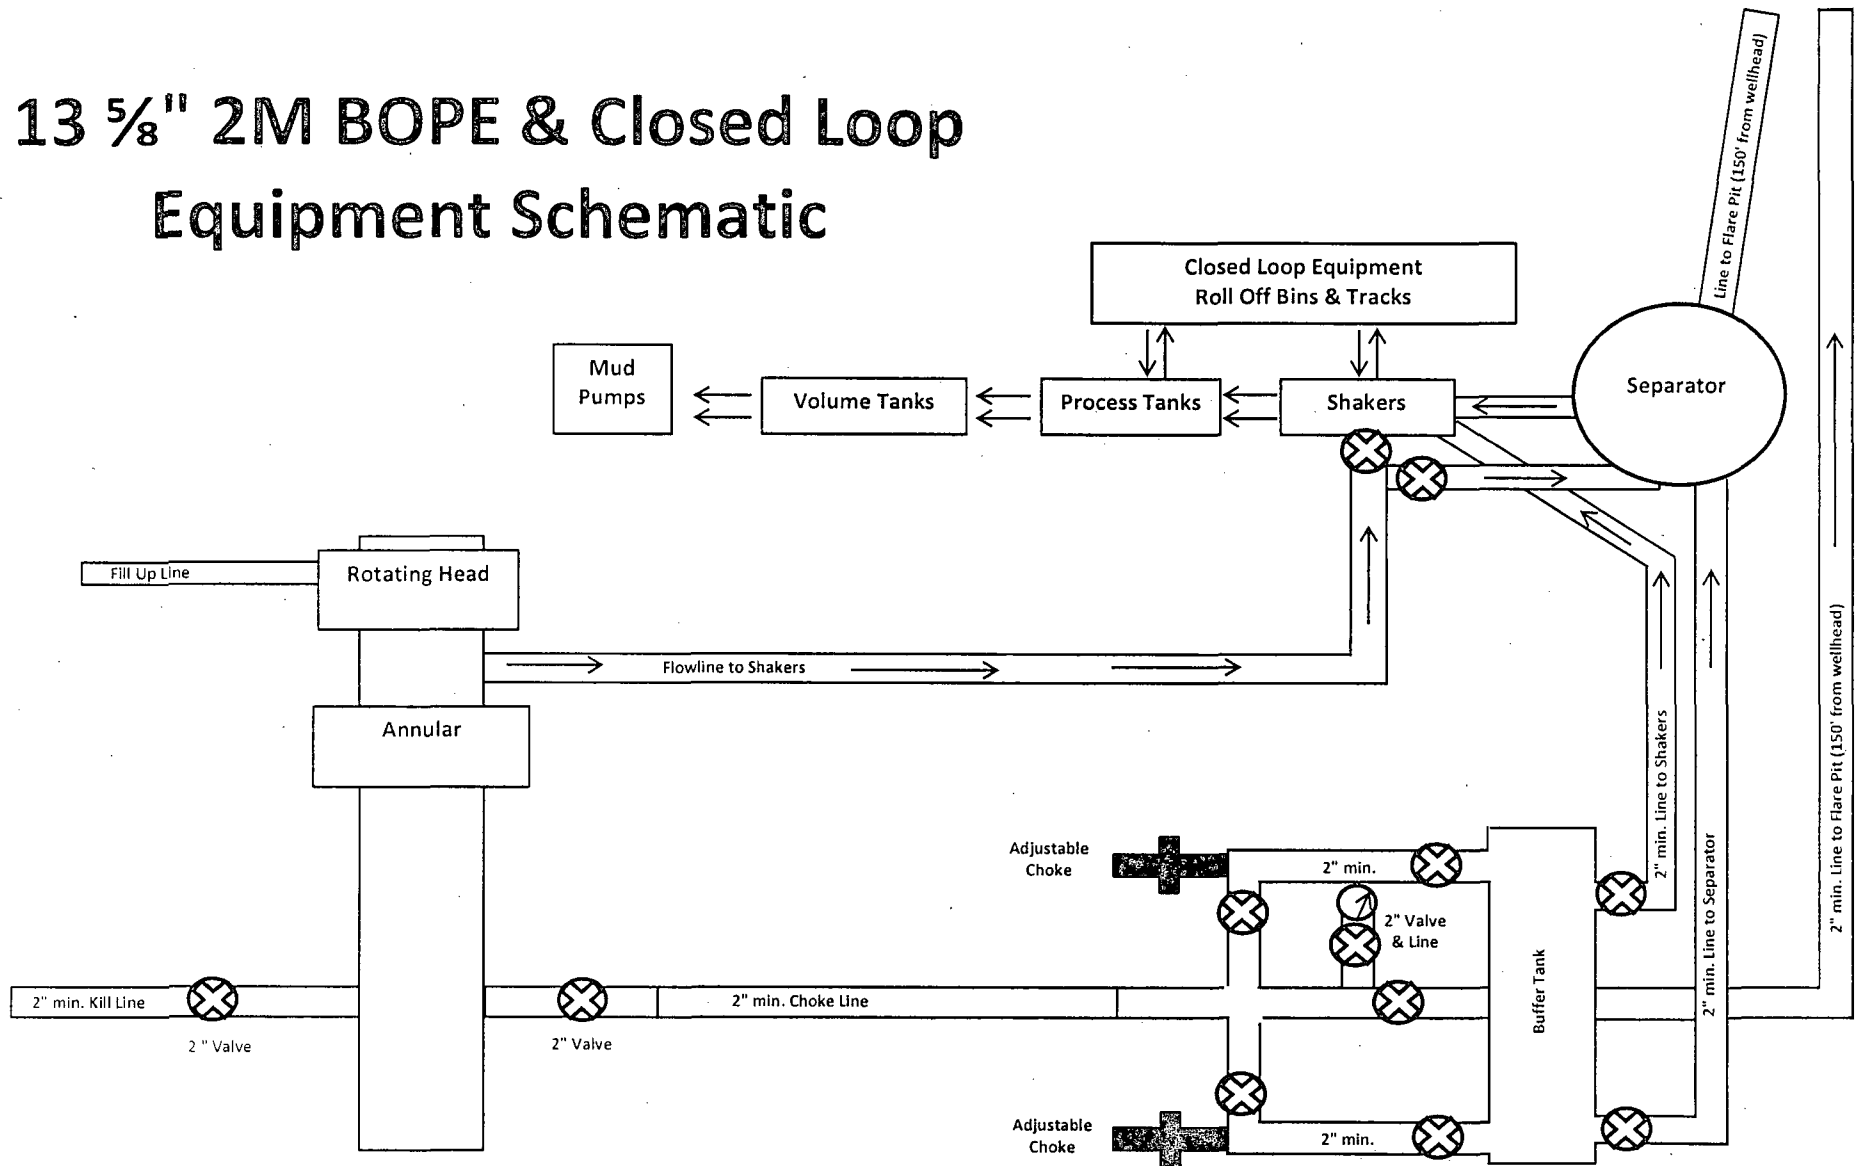 13 ⅝" 2M BOPE & Closed Loop
Equipment Schematic
Line to Flare Pit (150' from wellhead)
Closed Loop Equipment
Roll Off Bins & Tracks
Mud
Pumps
Volume Tanks
Process Tanks
Shakers
Separator
Fill Up Line
Rotating Head
Flowline to Shakers
Annular
2" min. Line to Shakers
2" min. Line to Separator
2" min. Line to Flare Pit (150' from wellhead)
Adjustable
Choke
2" min.
2" Valve
& Line
Buffer Tank
2" min. Kill Line
2" min. Choke Line
2 " Valve
2" Valve
Adjustable
Choke
2" min.